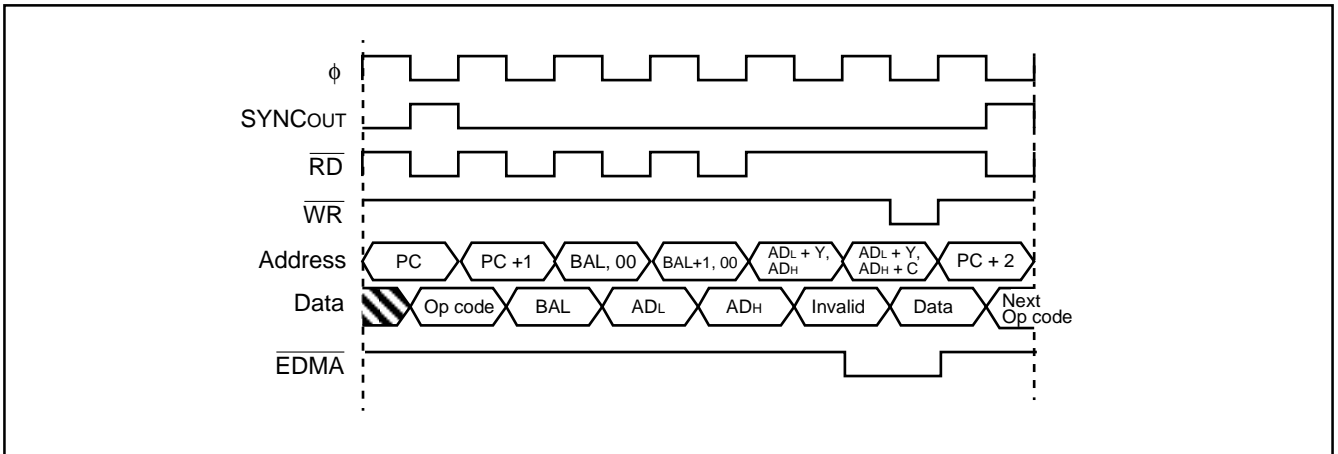 ϕ
SYNCOUT
RD
WR
Address PC PC +1 BAL, 00 BAL+1, 00 ADL + Y, ADH ADL + Y, ADH + C PC + 2
Data Op code BAL ADL ADH Invalid Data Next Op code
EDMA